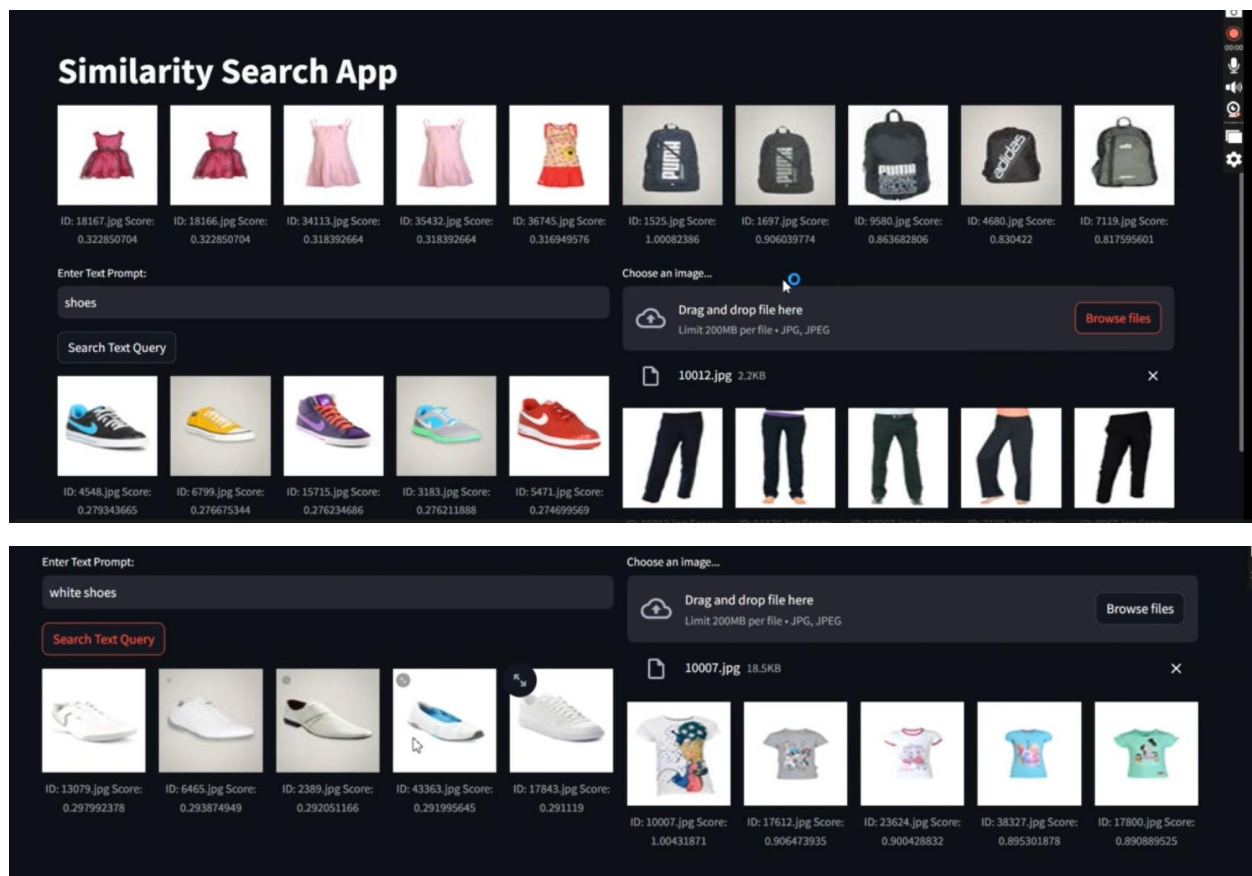 Similarity Search App
PUMA
PUMA
PUMA
adidas
ID: 18167.jpg Score:
0.322850704
ID: 18166.jpg Score:
0.322850704
ID: 34113.jpg Score:
0.318392664
ID: 35432.jpg Score:
0.318392664
ID: 36745.jpg Score:
0.316949576
ID: 1525.jpg Score:
1.00082386
ID: 1697.jpg Score:
0.906039774
ID: 9580.jpg Score:
0.863682806
ID: 4680.jpg Score:
0.830422
ID: 7119.jpg Score:
0.817595601
00:00
Enter Text Prompt:
shoes
Search Text Query
ID: 4548.jpg Score:
0.279343665
ID: 6799.jpg Score:
0.276675344
ID: 15715.jpg Score:
0.276234686
ID: 3183.jpg Score:
0.276211888
ID: 5471.jpg Score:
0.274699569
Choose an image...
Drag and drop file here
Limit 200MB per file • JPG, JPEG
Browse files
10012.jpg 2.2KB
Enter Text Prompt:
white shoes
Search Text Query
ID: 13079.jpg Score:
0.297992378
ID: 6465.jpg Score:
0.293874949
ID: 2389.jpg Score:
0.292051166
ID: 43363.jpg Score:
0.291995645
ID: 17843.jpg Score:
0.291119
Choose an image...
Drag and drop file here
Limit 200MB per file • JPG, JPEG
Browse files
10007.jpg 18.5KB
ID: 10007.jpg Score:
1.00431871
ID: 17612.jpg Score:
0.906473935
ID: 23624.jpg Score:
0.900428832
ID: 38327.jpg Score:
0.895301878
ID: 17800.jpg Score:
0.890889525